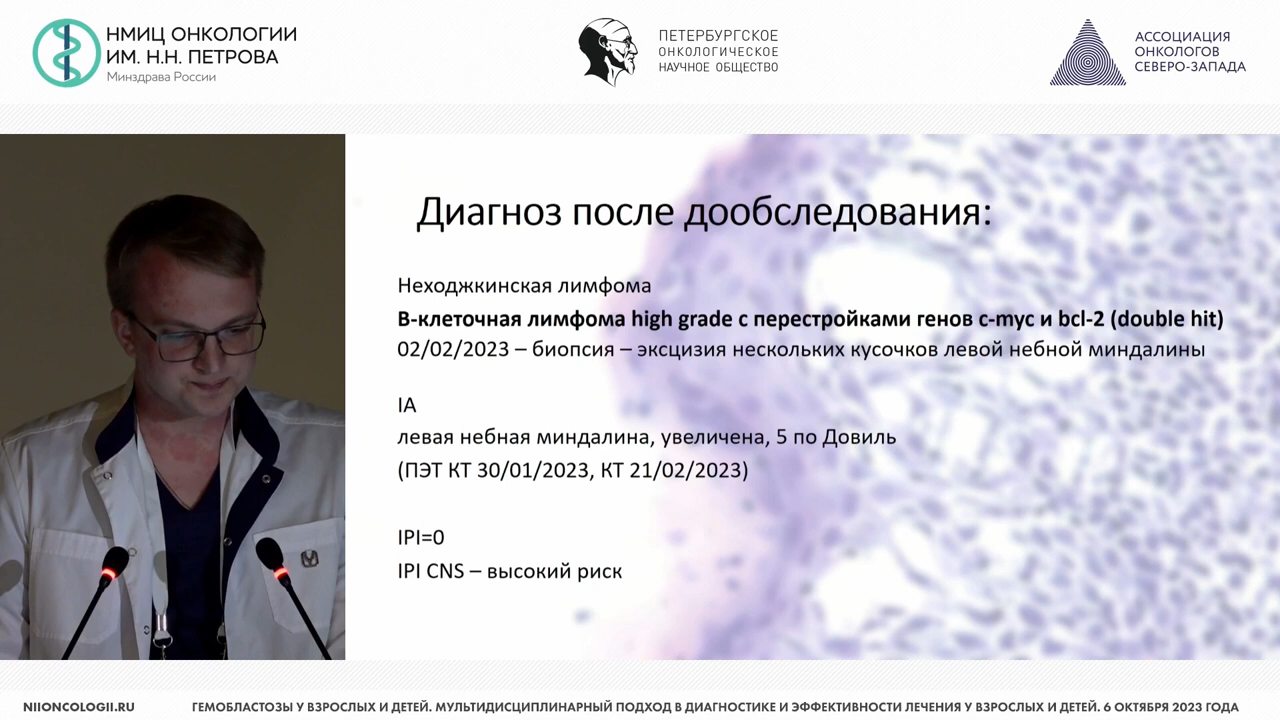 НМИЦ ОНКОЛОГИИ
ИМ. Н.Н. ПЕТРОВА
Минздрава России
ПЕТЕРБУРГСКОЕ
ОНКОЛОГИЧЕСКОЕ
НАУЧНОЕ ОБЩЕСТВО
АССОЦИАЦИЯ
ОНКОЛОГОВ
СЕВЕРО-ЗАПАДА
Диагноз после дообследования:
Неходжкинская лимфома
В-клеточная лимфома high grade с перестройками генов c-myc и bcl-2 (double hit)
02/02/2023 – биопсия – эксцизия нескольких кусочков левой небной миндалины
IA
левая небная миндалина, увеличена, 5 по Довиль
(ПЭТ КТ 30/01/2023, КТ 21/02/2023)
IPI=0
IPI CNS – высокий риск
NIIONCOLOGII.RU
ГЕМОБЛАСТОЗЫ У ВЗРОСЛЫХ И ДЕТЕЙ. МУЛЬТИДИСЦИПЛИНАРНЫЙ ПОДХОД В ДИАГНОСТИКЕ И ЭФФЕКТИВНОСТИ ЛЕЧЕНИЯ У ВЗРОСЛЫХ И ДЕТЕЙ. 6 ОКТЯБРЯ 2023 ГОДА